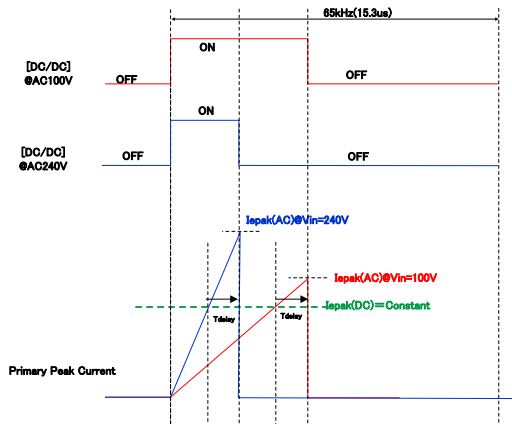 65kHz(15.3us)
[DC/DC]
@AC100V
OFF
ON
OFF
[DC/DC]
@AC240V
OFF
ON
OFF
Iepak(AC)@Vin=240V
Iepak(AC)@Vin=100V
Iepak(DC)=Constant
Tdelay
Tdelay
Primary Peak Current